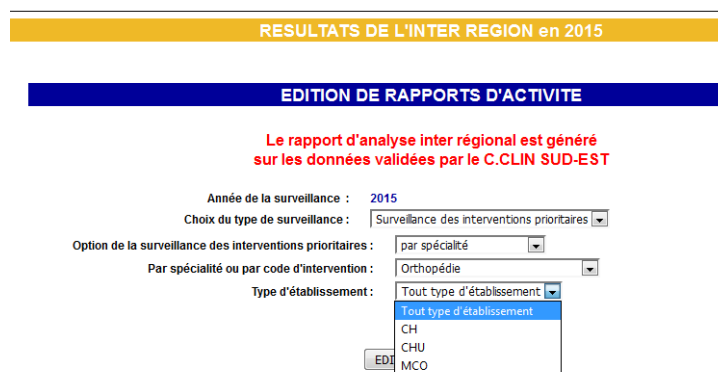 RESULTATS DE L'INTER REGION en 2015
EDITION DE RAPPORTS D'ACTIVITE
Le rapport d'analyse inter régional est généré
sur les données validées par le C.CLIN SUD-EST
Année de la surveillance : 2015
Choix du type de surveillance : Surveillance des interventions prioritaires
Option de la surveillance des interventions prioritaires : par spécialité
Par spécialité ou par code d'intervention : Orthopédie
Type d'établissement : Tout type d'établissement
Tout type d'établissement
CH
CHU
EDI MCO